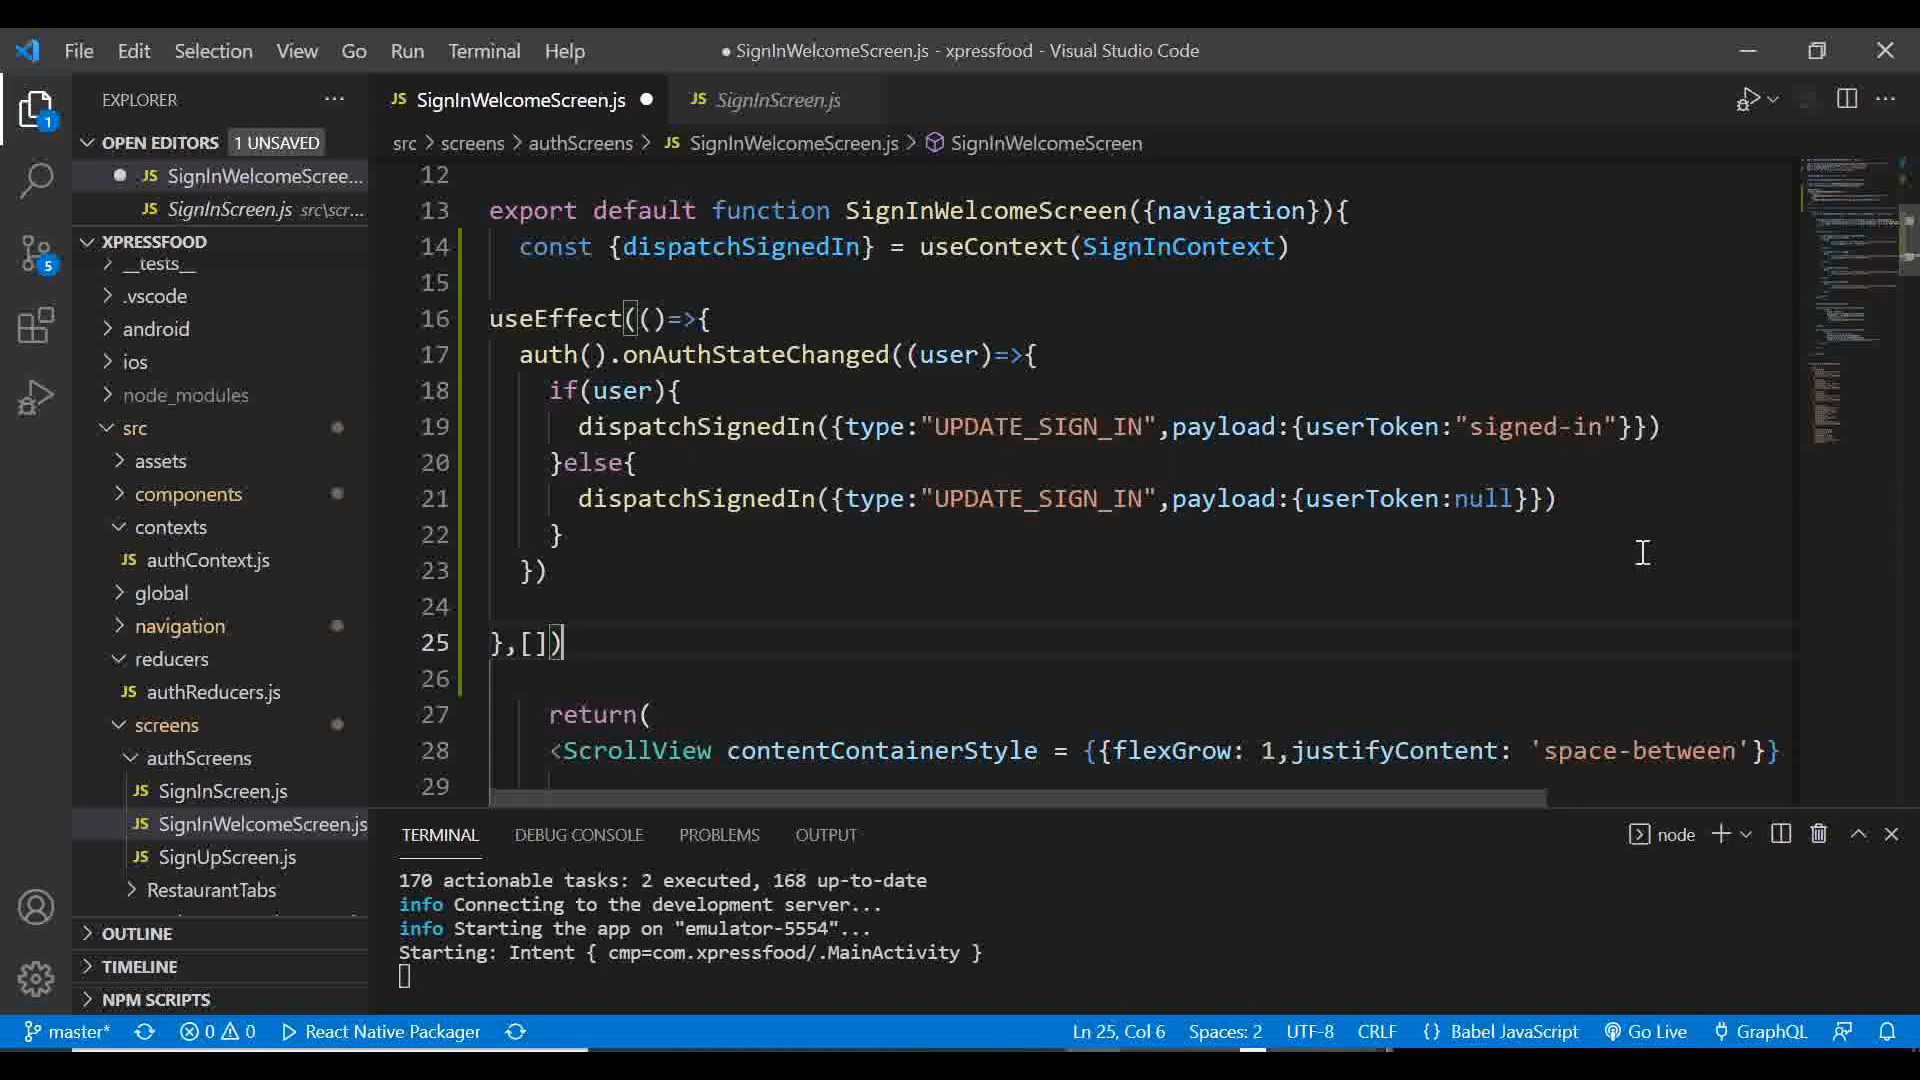 File Edit Selection View Go Run Terminal Help
● SignInWelcomeScreen.js - xpressfood - Visual Studio Code
EXPLORER
JS SignInWelcomeScreen.js ●
JS SignInScreen.js
OPEN EDITORS 1 UNSAVED
● JS SignInWelcomeScree...
JS SignInScreen.js src\scr...
XPRESSFOOD
__tests__
.vscode
android
ios
node_modules
src
assets
components
contexts
JS authContext.js
global
navigation
reducers
JS authReducers.js
screens
authScreens
JS SignInScreen.js
JS SignInWelcomeScreen.js
JS SignUpScreen.js
RestaurantTabs
OUTLINE
TIMELINE
NPM SCRIPTS
1
5
src > screens > authScreens > JS SignInWelcomeScreen.js > SignInWelcomeScreen
12
13 export default function SignInWelcomeScreen({navigation}){
14 const {dispatchSignedIn} = useContext(SignInContext)
15
16 useEffect(()=>{
17 auth().onAuthStateChanged((user)=>{
18 if(user){
19 dispatchSignedIn({type:"UPDATE_SIGN_IN",payload:{userToken:"signed-in"}})
20 }else{
21 dispatchSignedIn({type:"UPDATE_SIGN_IN",payload:{userToken:null}})
22 }
23 })
24
25 },[])
26
27 return(
28 <ScrollView contentContainerStyle = {{flexGrow: 1,justifyContent: 'space-between'}}
29
TERMINAL DEBUG CONSOLE PROBLEMS OUTPUT
node
170 actionable tasks: 2 executed, 168 up-to-date
info Connecting to the development server...
info Starting the app on "emulator-5554"...
Starting: Intent { cmp=com.xpressfood/.MainActivity }
master* 0 0 React Native Packager
Ln 25, Col 6 Spaces: 2 UTF-8 CRLF {} Babel JavaScript Go Live GraphQL